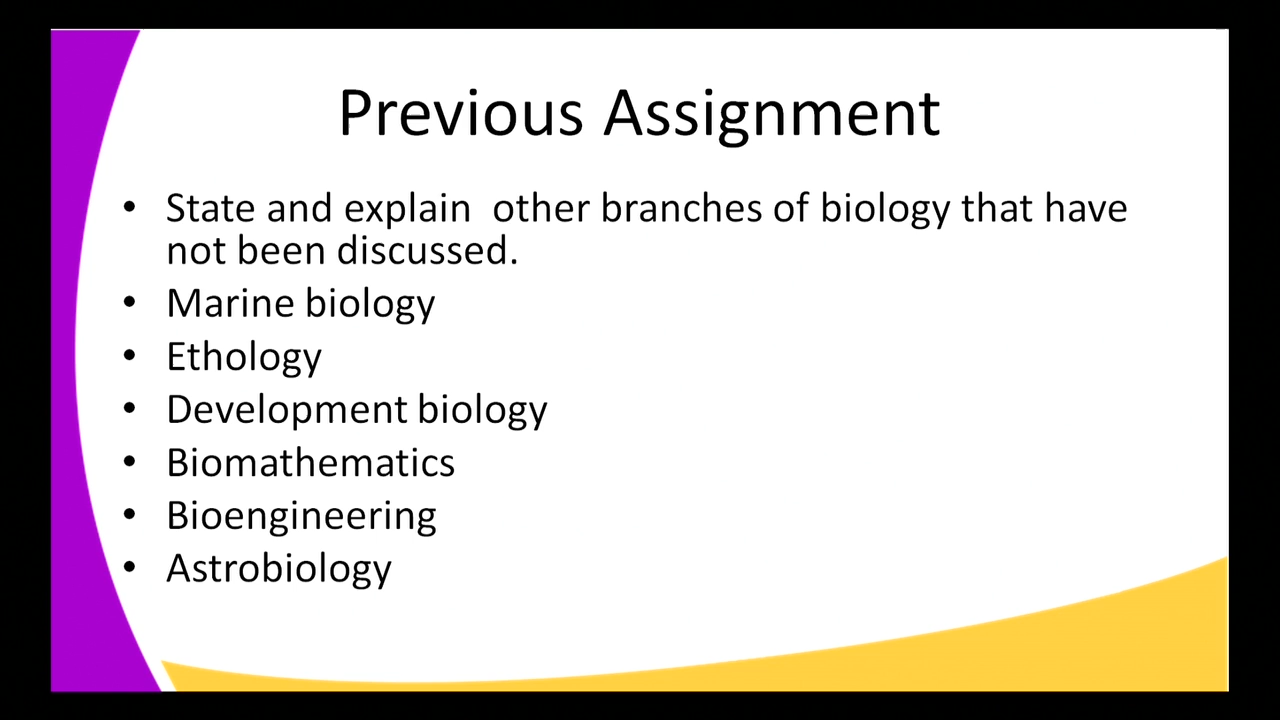 Previous Assignment
• State and explain  other branches of biology that have
not been discussed.
• Marine biology
• Ethology
• Development biology
• Biomathematics
• Bioengineering
• Astrobiology